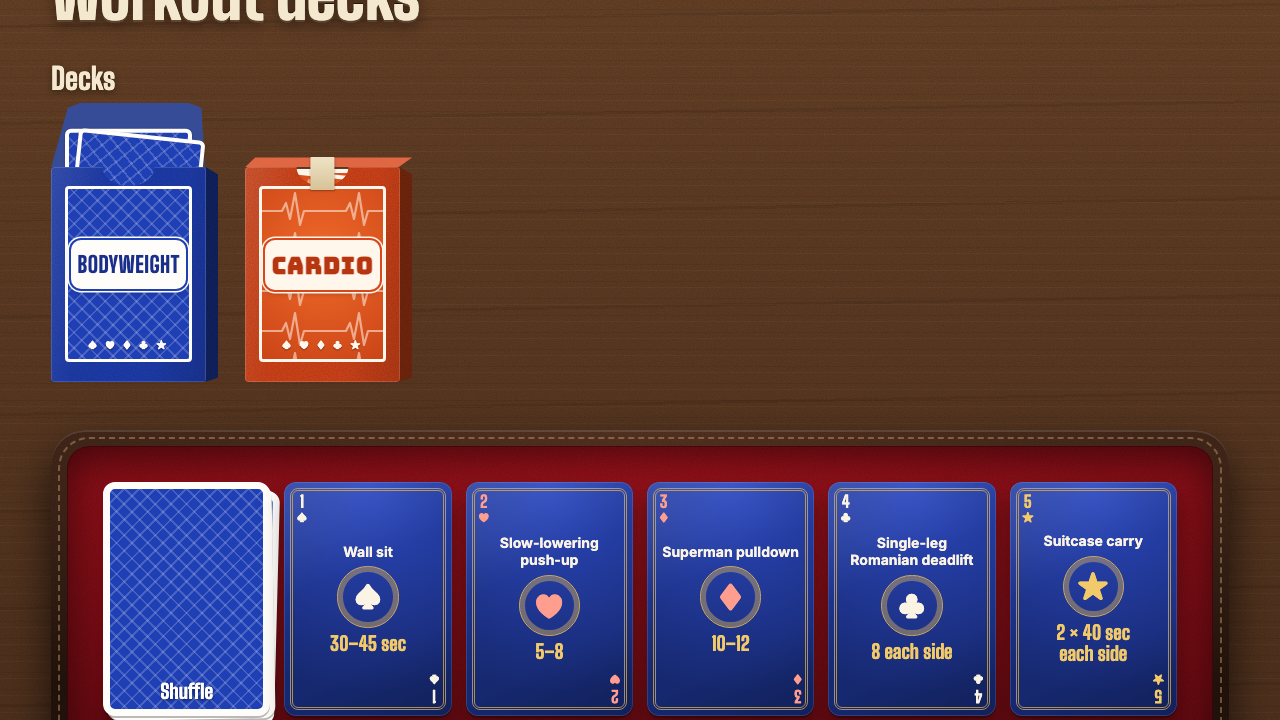 Workout decks
Decks
BODYWEIGHT
CARDIO
Shuffle
1
Wall sit
30–45 sec
1
2
Slow-lowering
push-up
5–8
2
3
Superman pulldown
10–12
3
4
Single-leg
Romanian deadlift
8 each side
4
5
Suitcase carry
2 × 40 sec
each side
5